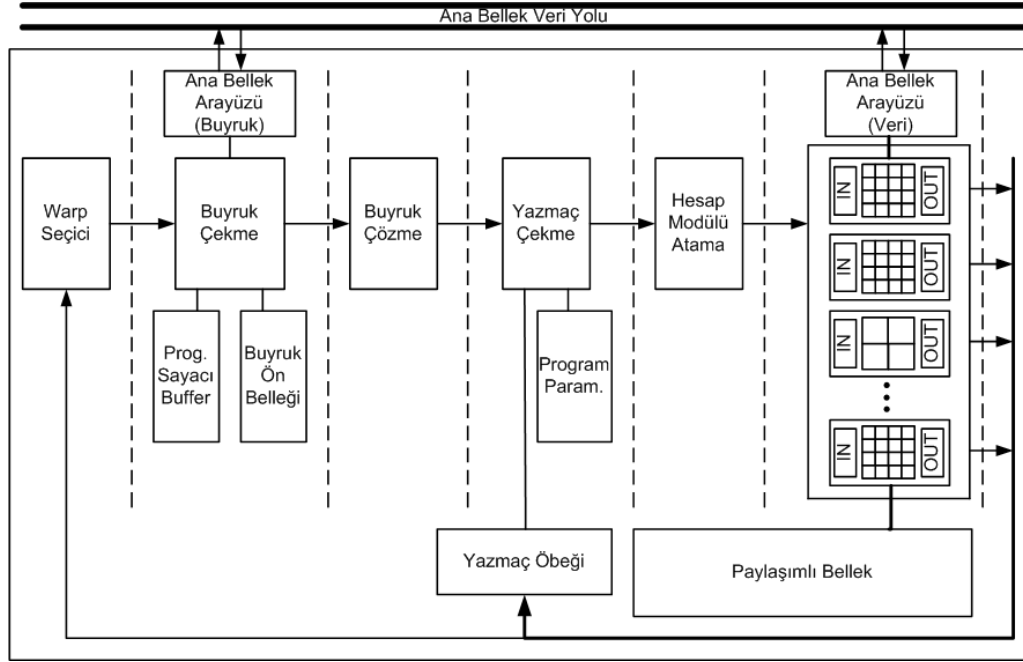 Ana Bellek Veri Yolu
Ana Bellek
Arayüzü
(Buyruk)
Ana Bellek
Arayüzü
(Veri)
Warp
Seçici
Buyruk
Çekme
Buyruk
Çözme
Yazmaç
Çekme
Hesap
Modülü
Atama
IN
OUT
IN
OUT
IN
OUT
IN
OUT
Prog.
Sayacı
Buffer
Buyruk
Ön
Belleği
Program
Param.
Yazmaç Öbeği
Paylaşımlı Bellek